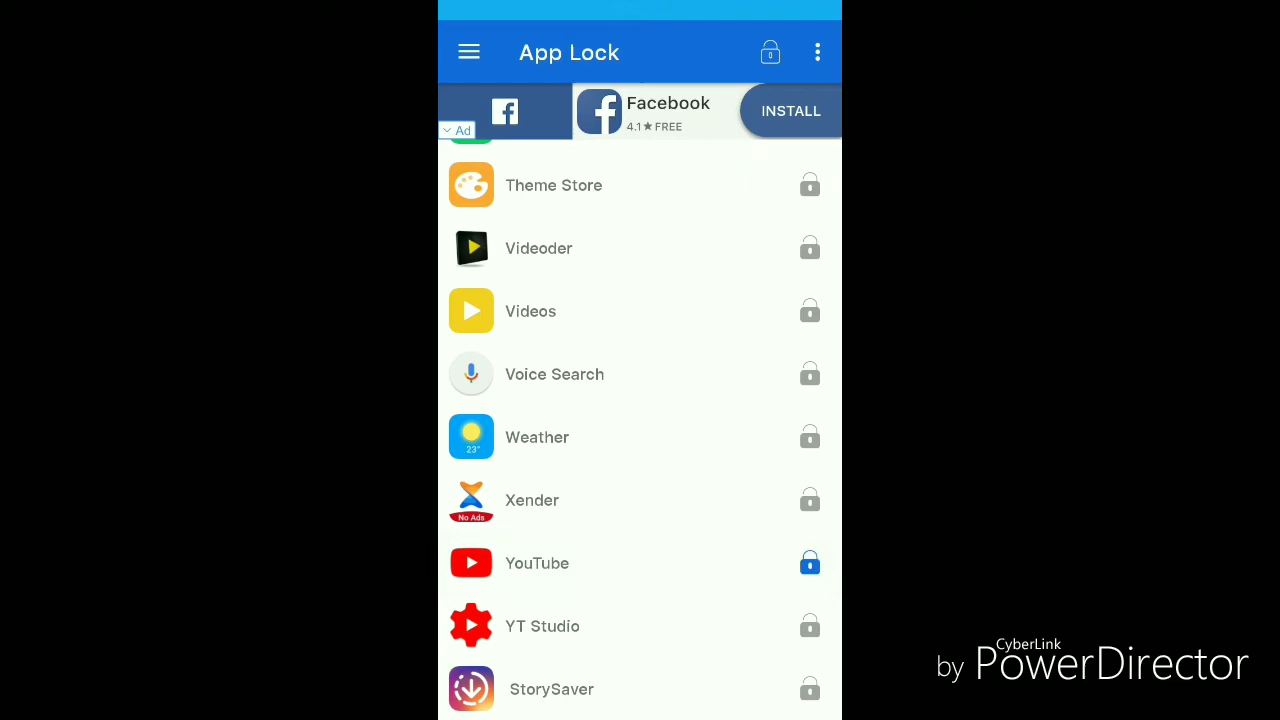 App Lock
Facebook
4.1★FREE
INSTALL
Ad
Theme Store
Videoder
Videos
Voice Search
Weather
23°
Xender
No Ads
YouTube
YT Studio
StorySaver
CyberLink
by PowerDirector